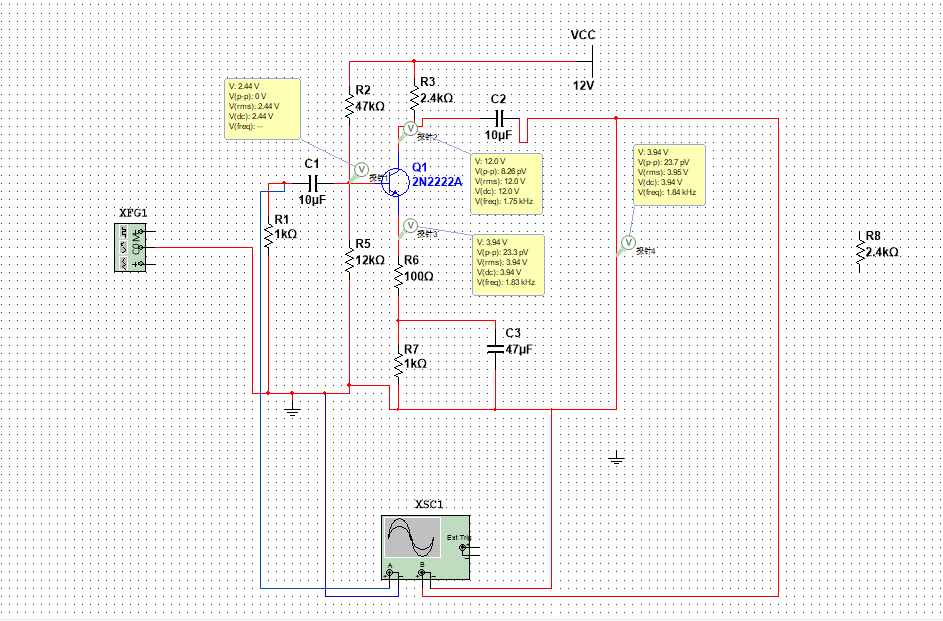 VCC
12V
R2
47kΩ
R3
2.4kΩ
C2
10µF
V: 2.44 V
V(p-p): 0 V
V(rms): 2.44 V
V(dc): 2.44 V
V(freq): --
V
探针2
V: 12.0 V
V(p-p): 8.26 pV
V(rms): 12.0 V
V(dc): 12.0 V
V(freq): 1.75 kHz
V: 3.94 V
V(p-p): 23.7 pV
V(rms): 3.95 V
V(dc): 3.94 V
V(freq): 1.84 kHz
C1
10µF
V
探针1
Q1
2N2222A
XFG1
COM
R1
1kΩ
R5
12kΩ
V
探针3
V: 3.94 V
V(p-p): 23.3 pV
V(rms): 3.94 V
V(dc): 3.94 V
V(freq): 1.83 kHz
R6
100Ω
V
探针4
R8
2.4kΩ
R7
1kΩ
C3
47µF
XSC1
Ext Trig
A
B